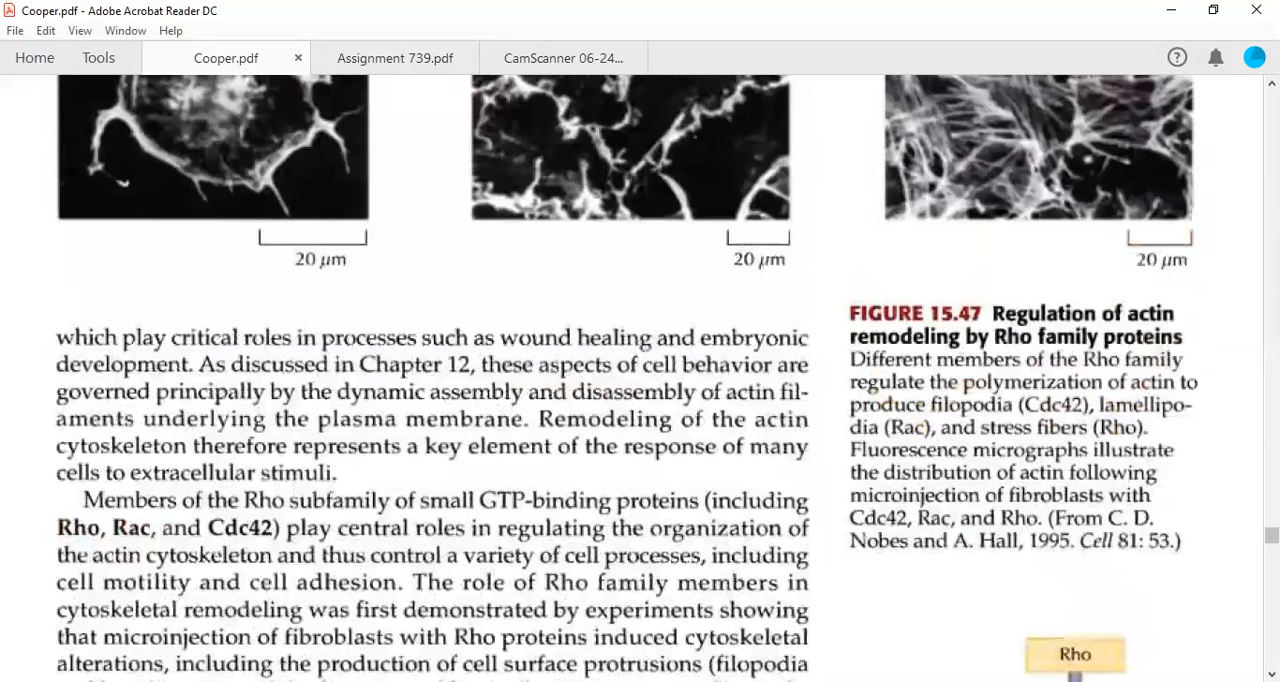 Cooper.pdf - Adobe Acrobat Reader DC
File Edit View Window Help
Home Tools Cooper.pdf × Assignment 739.pdf CamScanner 06-24...
20 μm 20 μm 20 μm
which play critical roles in processes such as wound healing and embryonic
development. As discussed in Chapter 12, these aspects of cell behavior are
governed principally by the dynamic assembly and disassembly of actin fil-
aments underlying the plasma membrane. Remodeling of the actin
cytoskeleton therefore represents a key element of the response of many
cells to extracellular stimuli.
Members of the Rho subfamily of small GTP-binding proteins (including
Rho, Rac, and Cdc42) play central roles in regulating the organization of
the actin cytoskeleton and thus control a variety of cell processes, including
cell motility and cell adhesion. The role of Rho family members in
cytoskeletal remodeling was first demonstrated by experiments showing
that microinjection of fibroblasts with Rho proteins induced cytoskeletal
alterations, including the production of cell surface protrusions (filopodia
FIGURE 15.47 Regulation of actin
remodeling by Rho family proteins
Different members of the Rho family
regulate the polymerization of actin to
produce filopodia (Cdc42), lamellipo-
dia (Rac), and stress fibers (Rho).
Fluorescence micrographs illustrate
the distribution of actin following
microinjection of fibroblasts with
Cdc42, Rac, and Rho. (From C. D.
Nobes and A. Hall, 1995. Cell 81: 53.)
Rho